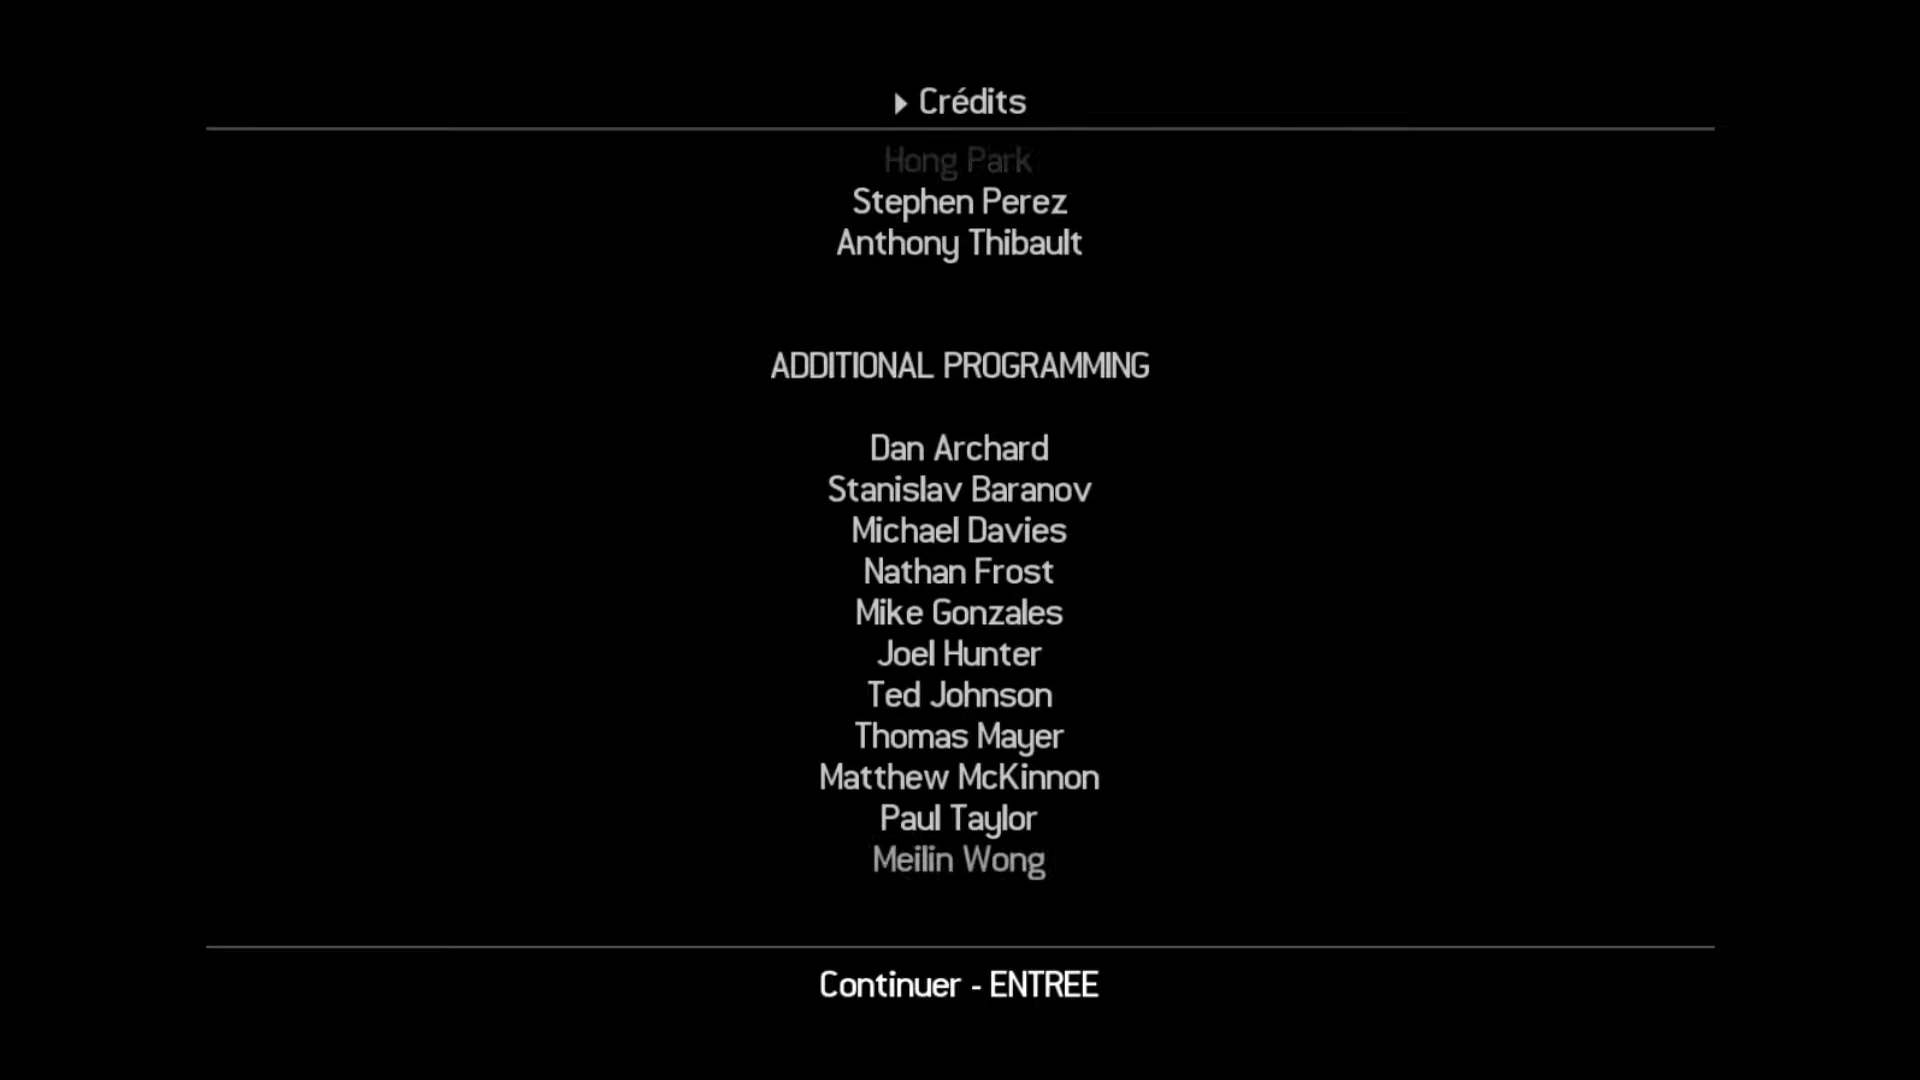 Crédits
Hong Park
Stephen Perez
Anthony Thibault
ADDITIONAL PROGRAMMING
Dan Archard
Stanislav Baranov
Michael Davies
Nathan Frost
Mike Gonzales
Joel Hunter
Ted Johnson
Thomas Mayer
Matthew McKinnon
Paul Taylor
Meilin Wong
Continuer - ENTREE